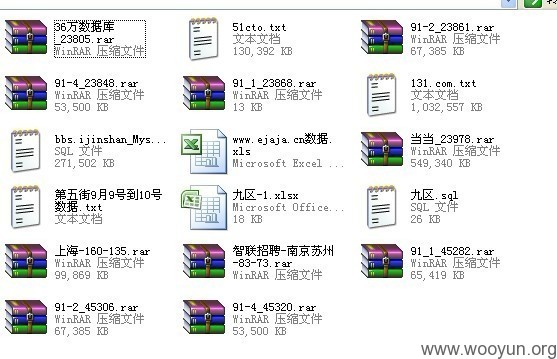 36万数据库
_23805.rar
WinRAR 压缩文件
51cto.txt
文本文档
130,392 KB
91-2_23861.rar
WinRAR 压缩文件
67,385 KB
91-4_23848.rar
WinRAR 压缩文件
53,500 KB
91_1_23868.rar
WinRAR 压缩文件
13 KB
131.com.txt
文本文档
1,032,557 KB
bbs.ijinshan_Mys...
SQL 文件
271,502 KB
www.ejaja.cn数据.
xls
Microsoft Excel ...
当当_23978.rar
WinRAR 压缩文件
549,340 KB
第五街9月9号到10号
数据.txt
文本文档
九区-1.xlsx
Microsoft Office...
18 KB
九区.sql
SQL 文件
26 KB
上海-160-135.rar
WinRAR 压缩文件
99,869 KB
智联招聘-南京苏州
-83-73.rar
WinRAR 压缩文件
91_1_45282.rar
WinRAR 压缩文件
65,419 KB
91-2_45306.rar
WinRAR 压缩文件
67,385 KB
91-4_45320.rar
WinRAR 压缩文件
53,500 KB
www.wooyun.org